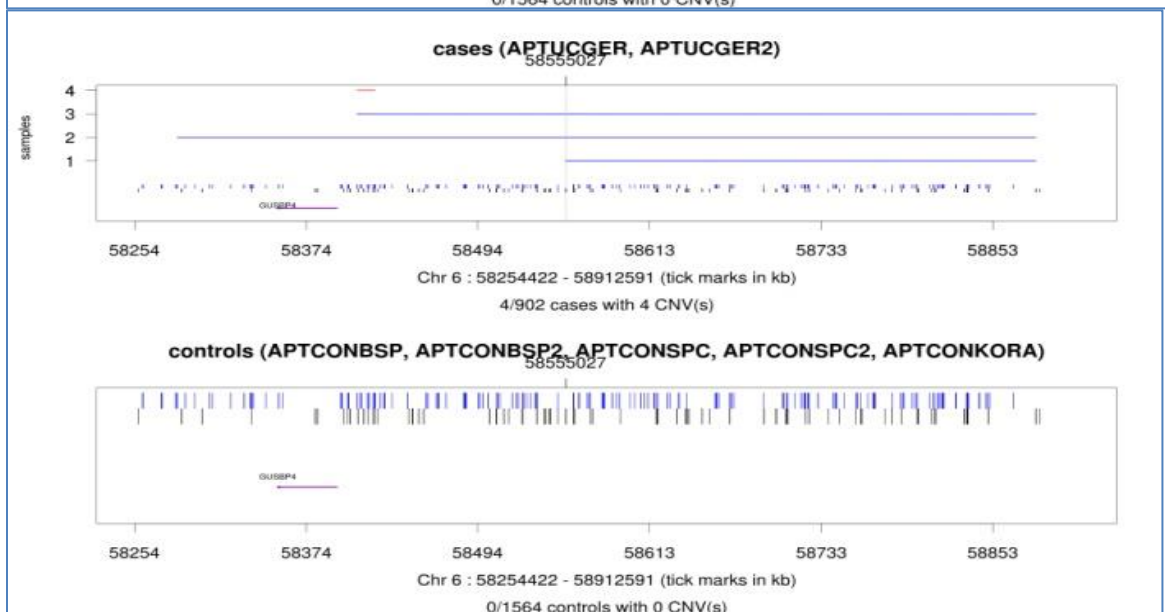 0/1564 controls with 0 CNV(s)
cases (APTUCGER, APTUCGER2)
58555027
4
3
2
1
samples
GUSBP4
58254 58374 58494 58613 58733 58853
Chr 6 : 58254422 - 58912591 (tick marks in kb)
4/902 cases with 4 CNV(s)
controls (APTCONBSP, APTCONBSP2, APTCONSPC, APTCONSPC2, APTCONKORA)
58555027
GUSBP4
58254 58374 58494 58613 58733 58853
Chr 6 : 58254422 - 58912591 (tick marks in kb)
0/1564 controls with 0 CNV(s)